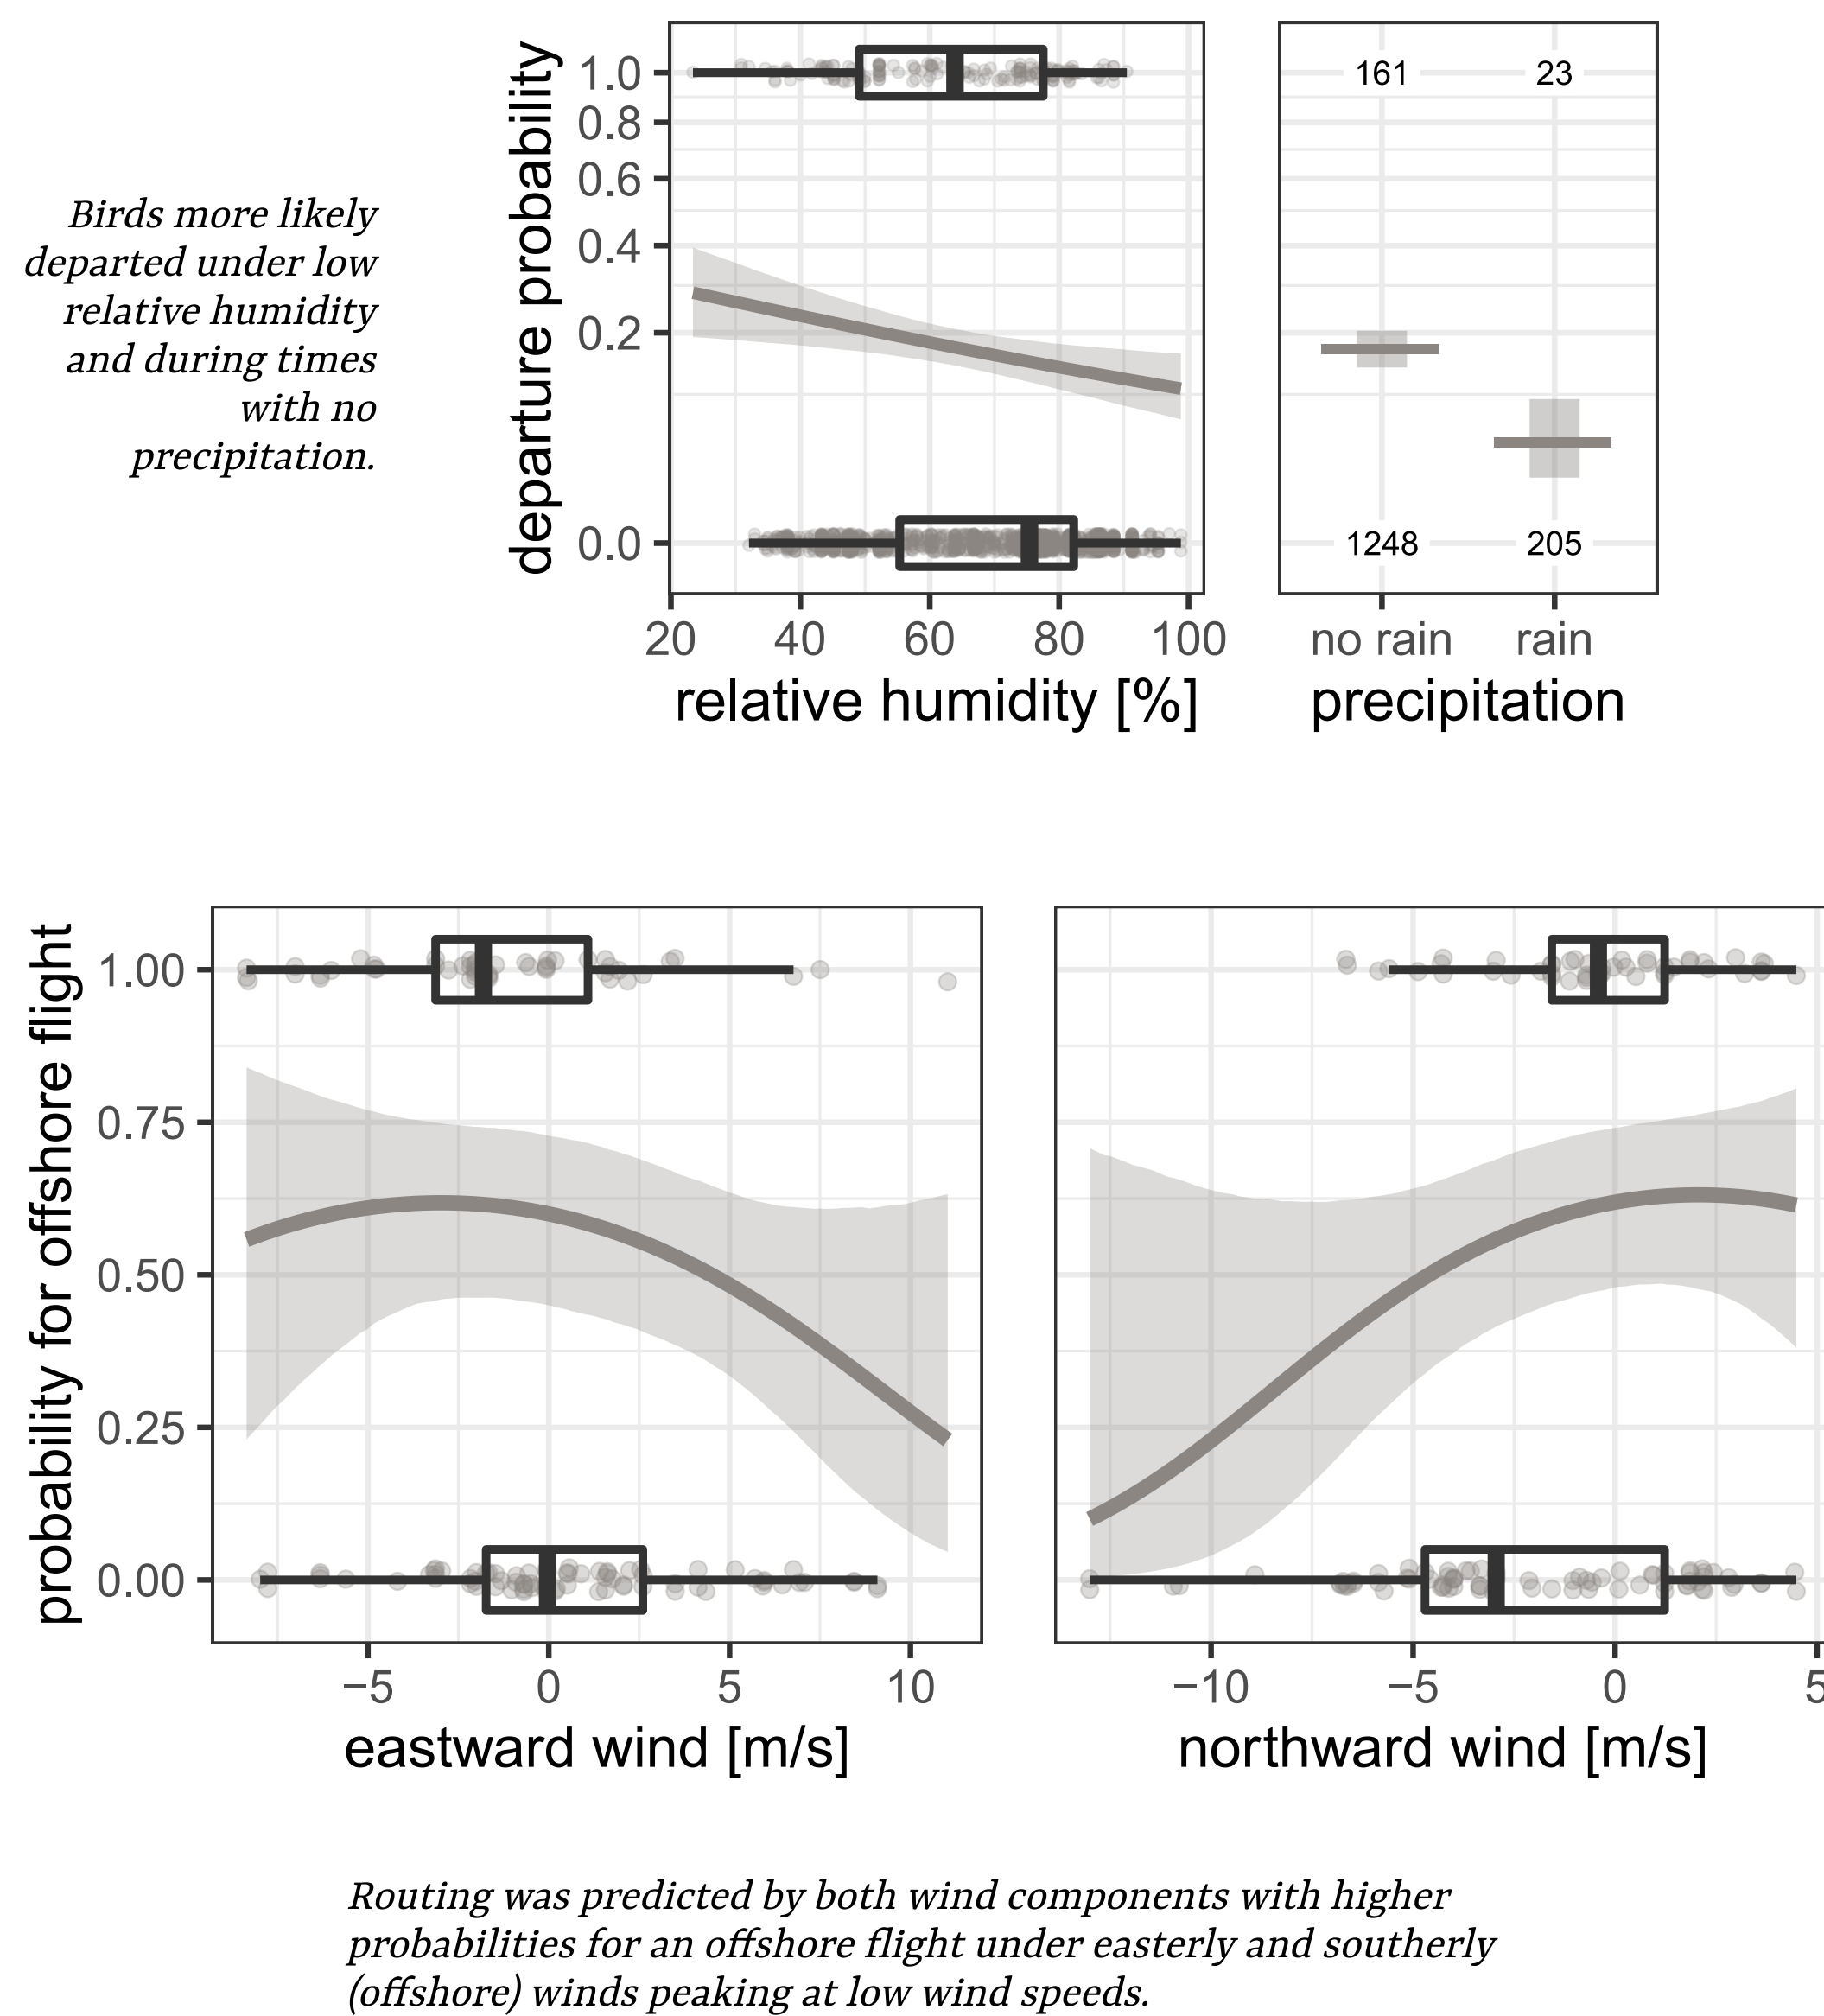 Birds more likely
departed under low
relative humidity
and during times
with no
precipitation.
departure probability
1.0
0.8
0.6
0.4
0.2
0.0
20 40 60 80 100
relative humidity [%]
161 23
1248 205
no rain rain
precipitation
probability for offshore flight
1.00
0.75
0.50
0.25
0.00
−5 0 5 10
eastward wind [m/s]
−10 −5 0 5
northward wind [m/s]
Routing was predicted by both wind components with higher
probabilities for an offshore flight under easterly and southerly
(offshore) winds peaking at low wind speeds.